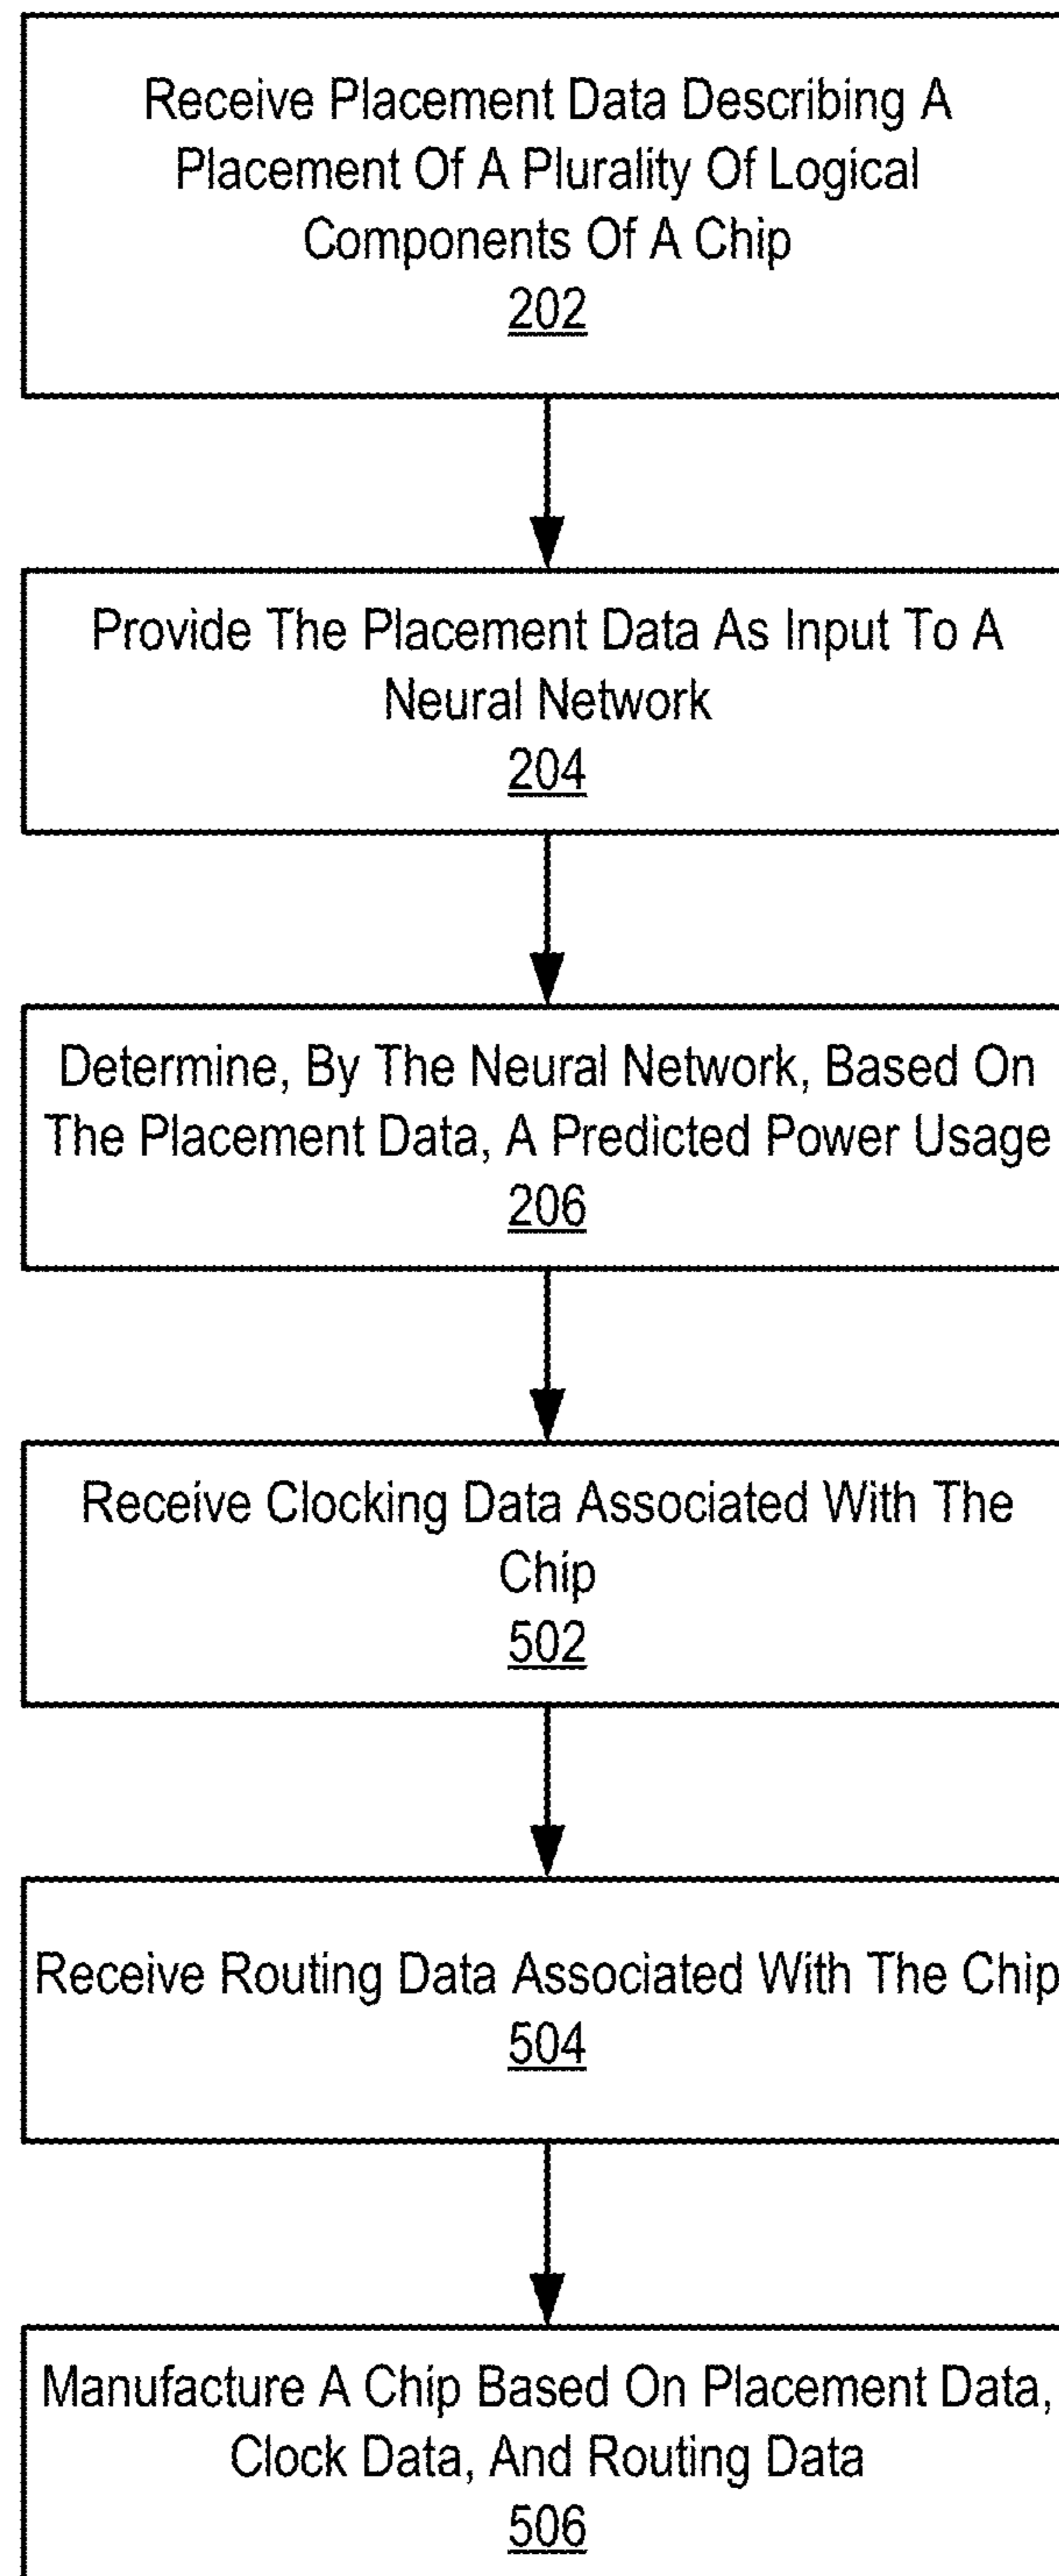 Receive Placement Data Describing A
Placement Of A Plurality Of Logical
Components Of A Chip
202
Provide The Placement Data As Input To A
Neural Network
204
Determine, By The Neural Network, Based On
The Placement Data, A Predicted Power Usage
206
Receive Clocking Data Associated With The
Chip
502
Receive Routing Data Associated With The Chip
504
Manufacture A Chip Based On Placement Data,
Clock Data, And Routing Data
506